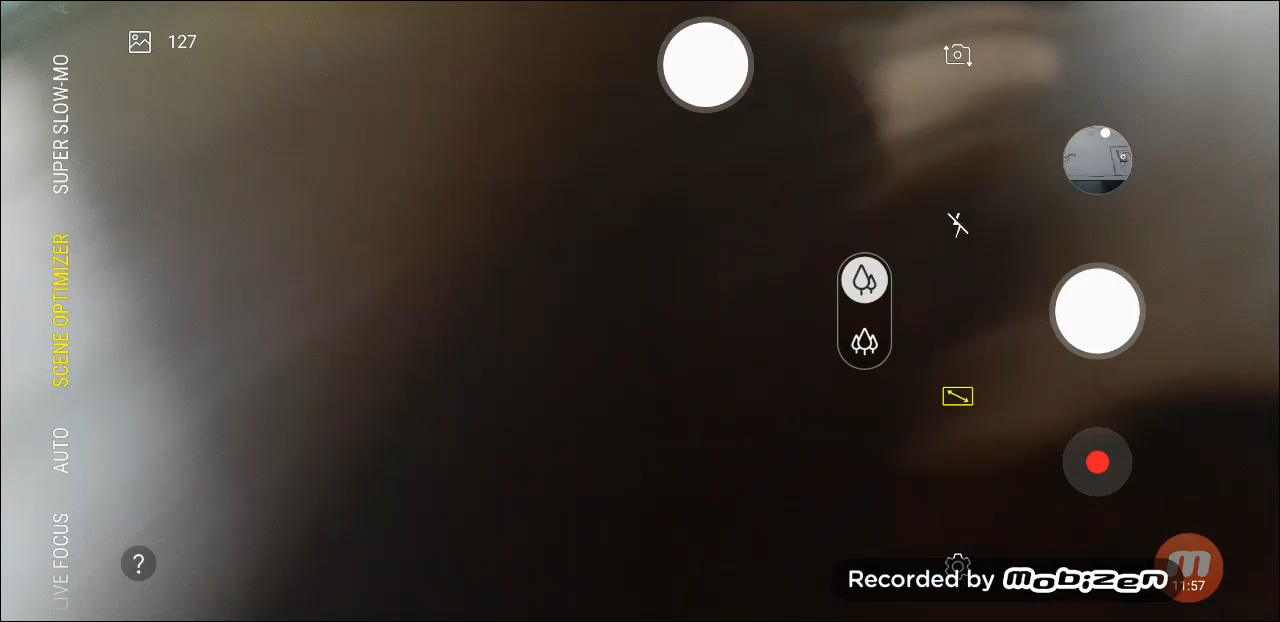 127
SUPER SLOW-MO
SCENE OPTIMIZER
AUTO
LIVE FOCUS
?
Recorded by mobizen
11:57